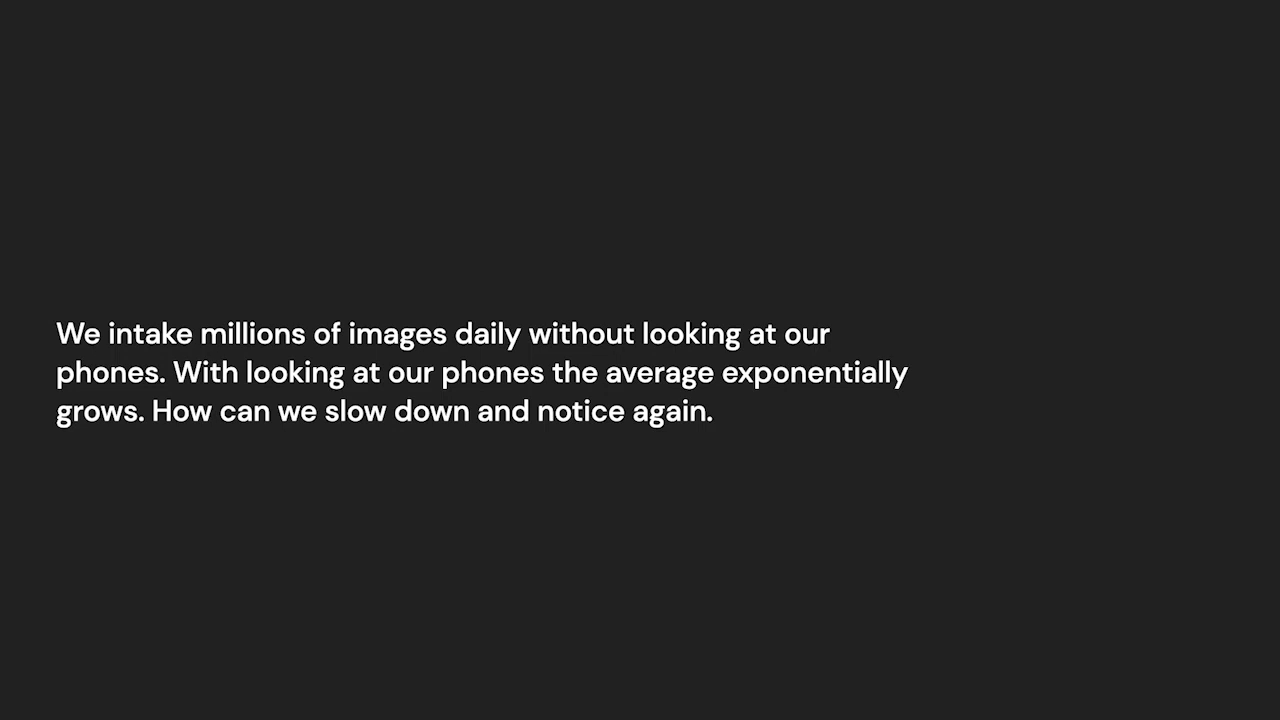 We intake millions of images daily without looking at our
phones. With looking at our phones the average exponentially
grows. How can we slow down and notice again.